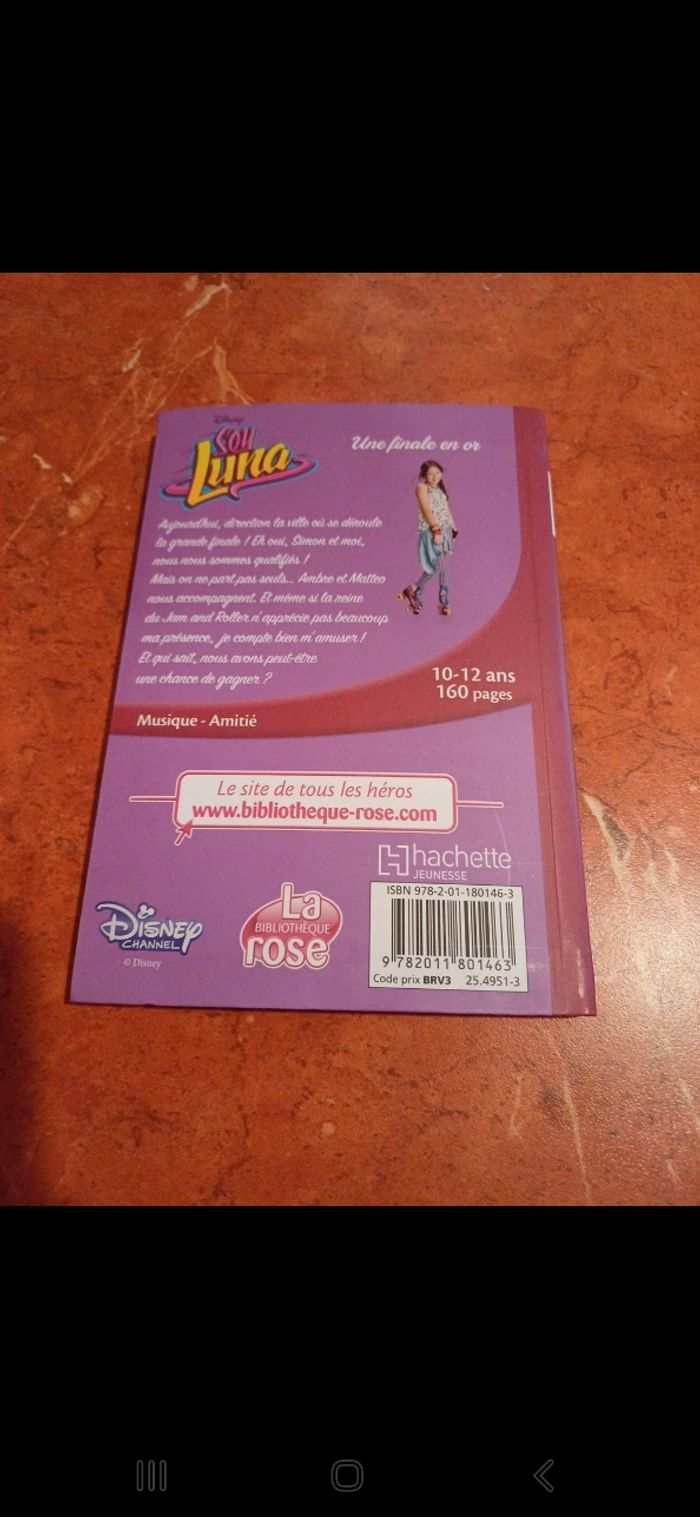 Disney
Soy
Luna
Une finale en or
Aujourd'hui, direction la ville où se déroule
la grande finale ! Eh oui, Simon et moi,
nous nous sommes qualifiés !
Mais on ne part pas seuls... Ambre et Matteo
nous accompagnent. Et même si la reine
du Jam and Roller n'apprécie pas beaucoup
ma présence, je compte bien m'amuser !
Et qui sait, nous avons peut-être
une chance de gagner ?
10-12 ans
160 pages
Musique - Amitié
Le site de tous les héros
www.bibliotheque-rose.com
hachette
JEUNESSE
ISBN 978-2-01-180146-3
9 782011 801463
Code prix BRV3 25.4951-3
Disney
CHANNEL
© Disney
La
BIBLIOTHÈQUE
rose